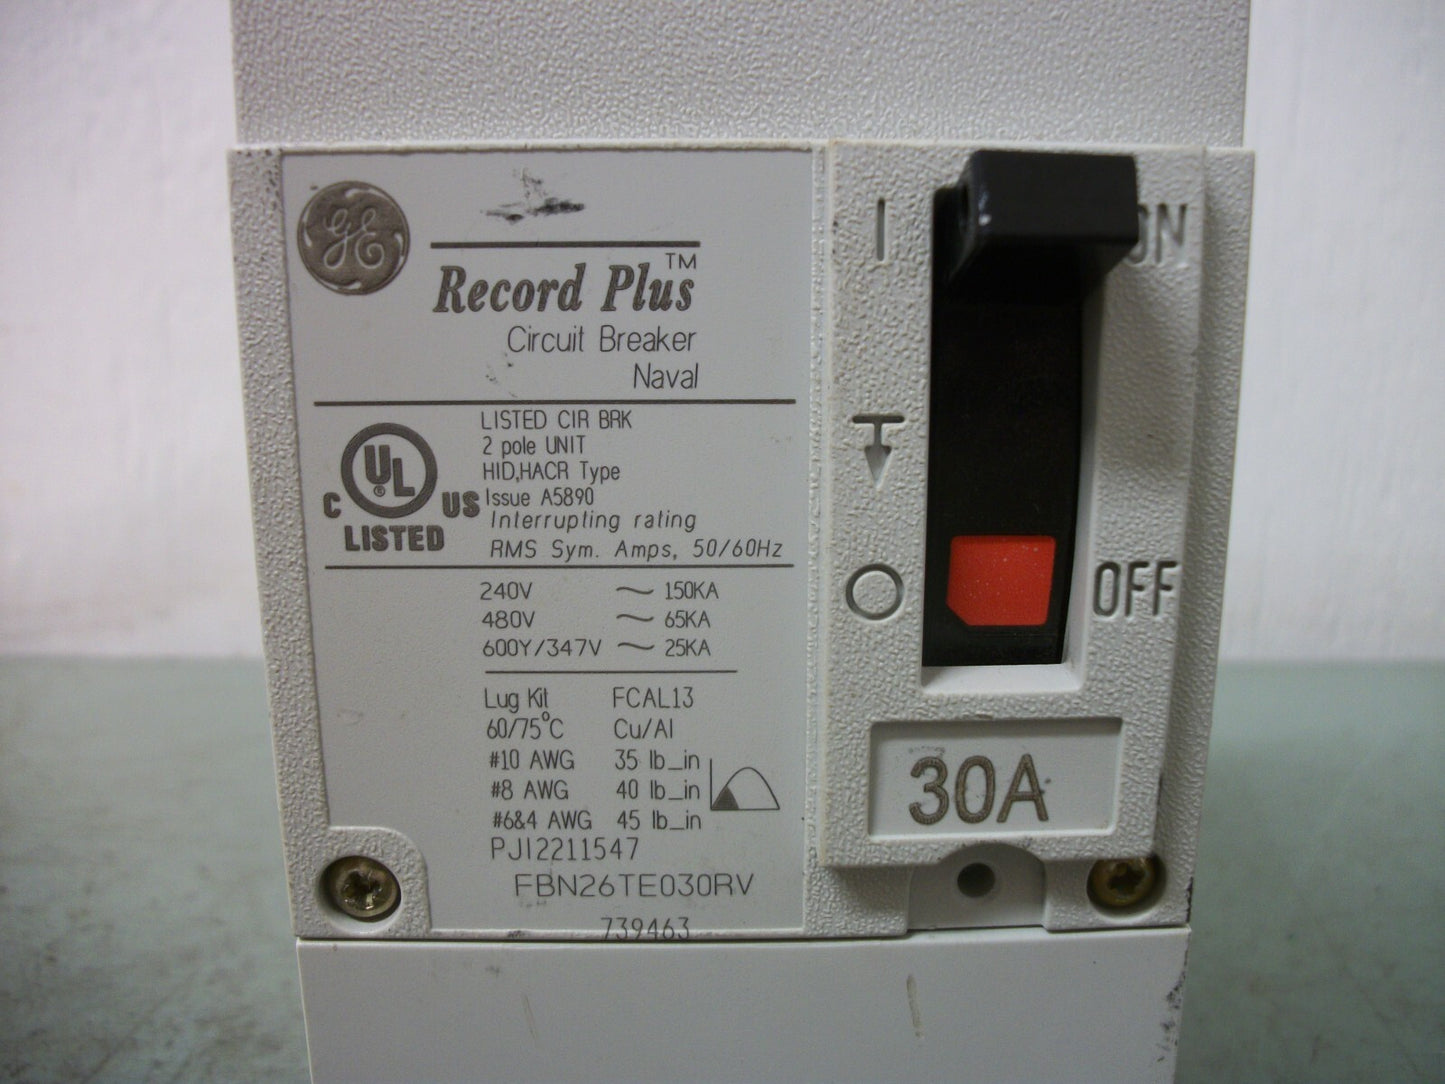 GE
Record Plus™
Circuit Breaker
Naval
LISTED CIR BRK
2 pole UNIT
HID,HACR Type
Issue A5890
Interrupting rating
RMS Sym. Amps, 50/60Hz
C UL ® US
LISTED
240V ~ 150KA
480V ~ 65KA
600Y/347V ~ 25KA
Lug Kit FCAL13
60/75°C Cu/Al
#10 AWG 35 lb_in
#8 AWG 40 lb_in
#6&4 AWG 45 lb_in
PJI2211547
FBN26TE030RV
739463
I ON
O OFF
30A